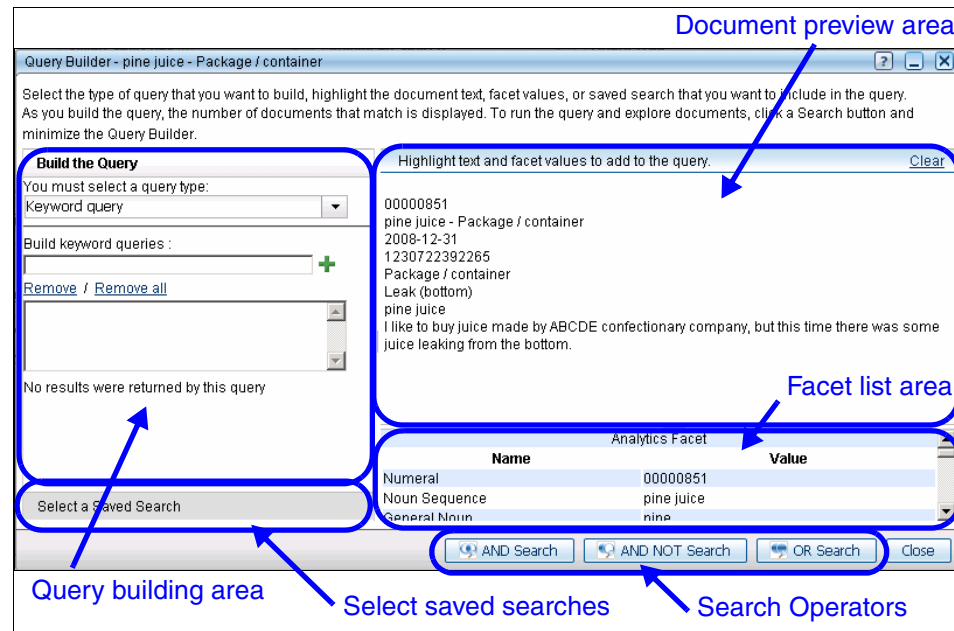 Document preview area
Query Builder - pine juice - Package / container
Select the type of query that you want to build, highlight the document text, facet values, or saved search that you want to include in the query.
As you build the query, the number of documents that match is displayed. To run the query and explore documents, click a Search button and
minimize the Query Builder.
Build the Query
You must select a query type:
Keyword query
Build keyword queries :
Remove / Remove all
No results were returned by this query
Select a Saved Search
Highlight text and facet values to add to the query. Clear
00000851
pine juice - Package / container
2008-12-31
1230722392265
Package / container
Leak (bottom)
pine juice
I like to buy juice made by ABCDE confectionary company, but this time there was some
juice leaking from the bottom.
Facet list area
Analytics Facet
Name Value
Numeral 00000851
Noun Sequence pine juice
General Noun pine
AND Search AND NOT Search OR Search Close
Query building area
Select saved searches
Search Operators